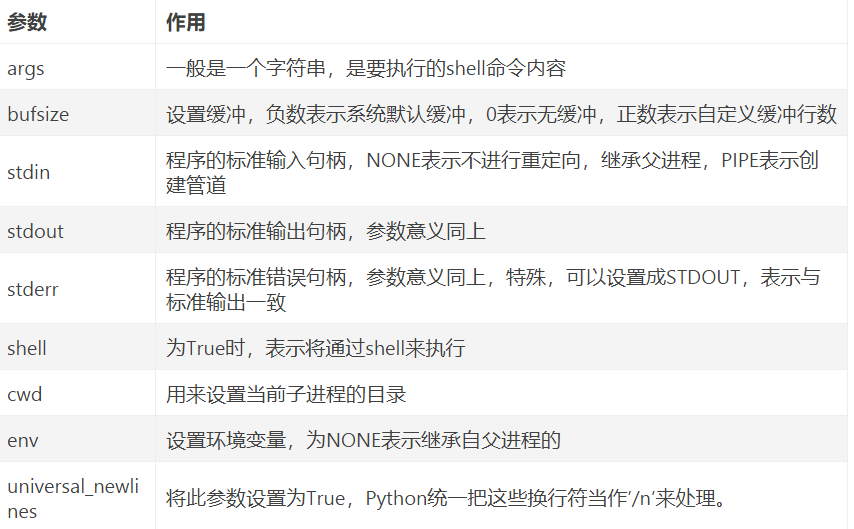 参数 作用
args 一般是一个字符串，是要执行的shell命令内容
bufsize 设置缓冲，负数表示系统默认缓冲，0表示无缓冲，正数表示自定义缓冲行数
stdin 程序的标准输入句柄，NONE表示不进行重定向，继承父进程，PIPE表示创
建管道
stdout 程序的标准输出句柄，参数意义同上
stderr 程序的标准错误句柄，参数意义同上，特殊，可以设置成STDOUT，表示与
标准输出一致
shell 为True时，表示将通过shell来执行
cwd 用来设置当前子进程的目录
env 设置环境变量，为NONE表示继承自父进程的
universal_newli
nes 将此参数设置为True，Python统一把这些换行符当作‘/n’来处理。